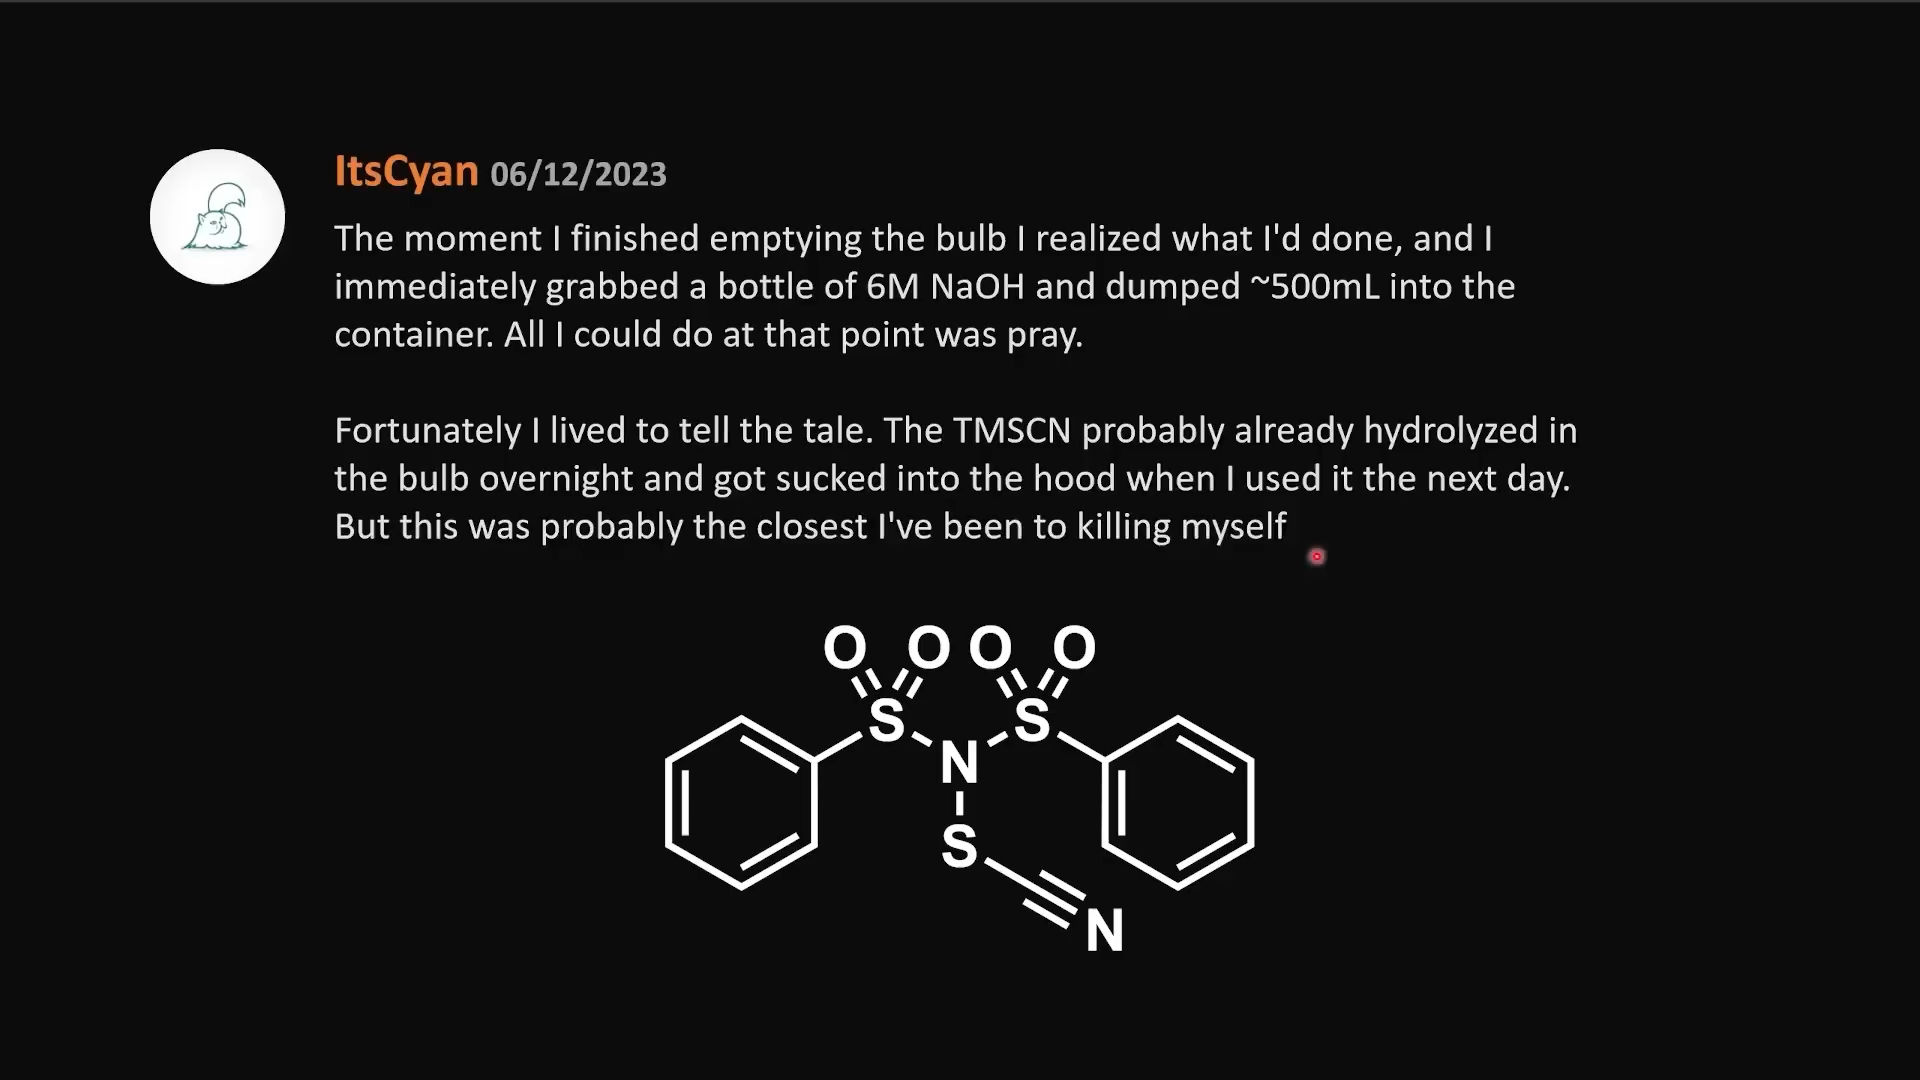 ItsCyan 06/12/2023
The moment I finished emptying the bulb I realized what I'd done, and I
immediately grabbed a bottle of 6M NaOH and dumped ~500mL into the
container. All I could do at that point was pray.
Fortunately I lived to tell the tale. The TMSCN probably already hydrolyzed in
the bulb overnight and got sucked into the hood when I used it the next day.
But this was probably the closest I've been to killing myself
O O O O
S S
N
S
N